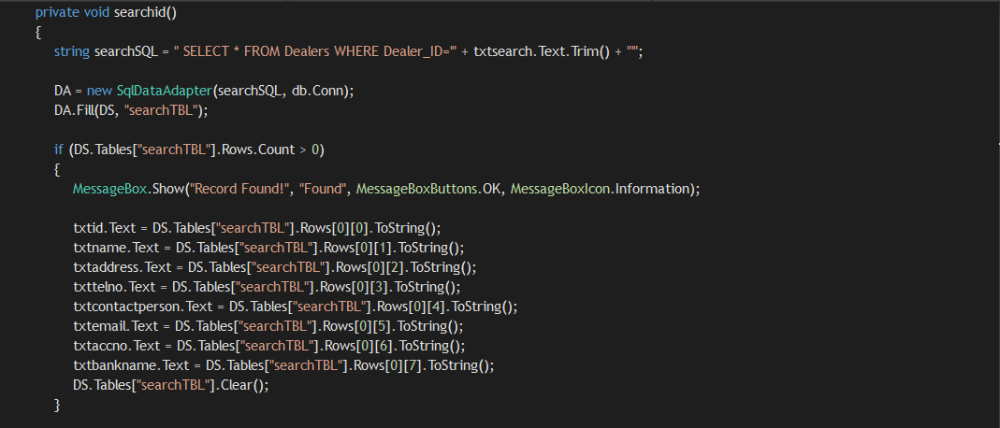 private void searchid()
{
string searchSQL = " SELECT * FROM Dealers WHERE Dealer_ID='" + txtsearch.Text.Trim() + "'";
DA = new SqlDataAdapter(searchSQL, db.Conn);
DA.Fill(DS, "searchTBL");
if (DS.Tables["searchTBL"].Rows.Count > 0)
{
MessageBox.Show("Record Found!", "Found", MessageBoxButtons.OK, MessageBoxIcon.Information);
txtid.Text = DS.Tables["searchTBL"].Rows[0][0].ToString();
txtname.Text = DS.Tables["searchTBL"].Rows[0][1].ToString();
txtaddress.Text = DS.Tables["searchTBL"].Rows[0][2].ToString();
txttelno.Text = DS.Tables["searchTBL"].Rows[0][3].ToString();
txtcontactperson.Text = DS.Tables["searchTBL"].Rows[0][4].ToString();
txtemail.Text = DS.Tables["searchTBL"].Rows[0][5].ToString();
txtaccno.Text = DS.Tables["searchTBL"].Rows[0][6].ToString();
txtbankname.Text = DS.Tables["searchTBL"].Rows[0][7].ToString();
DS.Tables["searchTBL"].Clear();
}